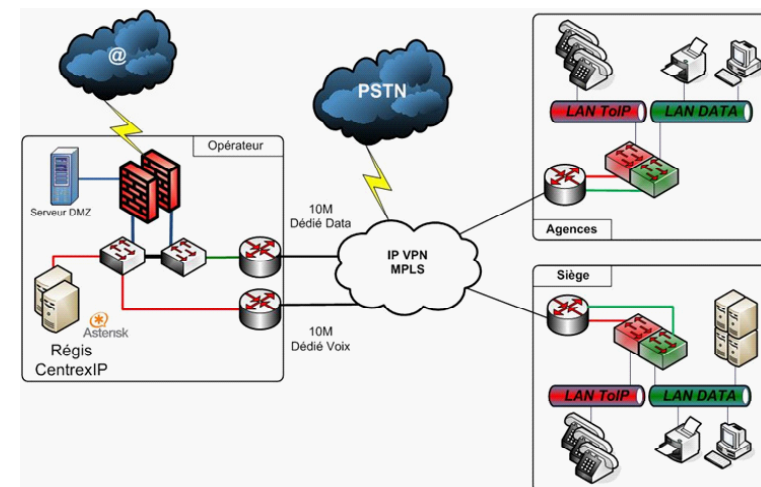 @
PSTN
Opérateur
Serveur DMZ
10M
Dédié Data
IP VPN
MPLS
10M
Dédié Voix
Asterisk
Régis
CentrexIP
LAN ToIP
LAN DATA
Agences
Siège
LAN ToIP
LAN DATA